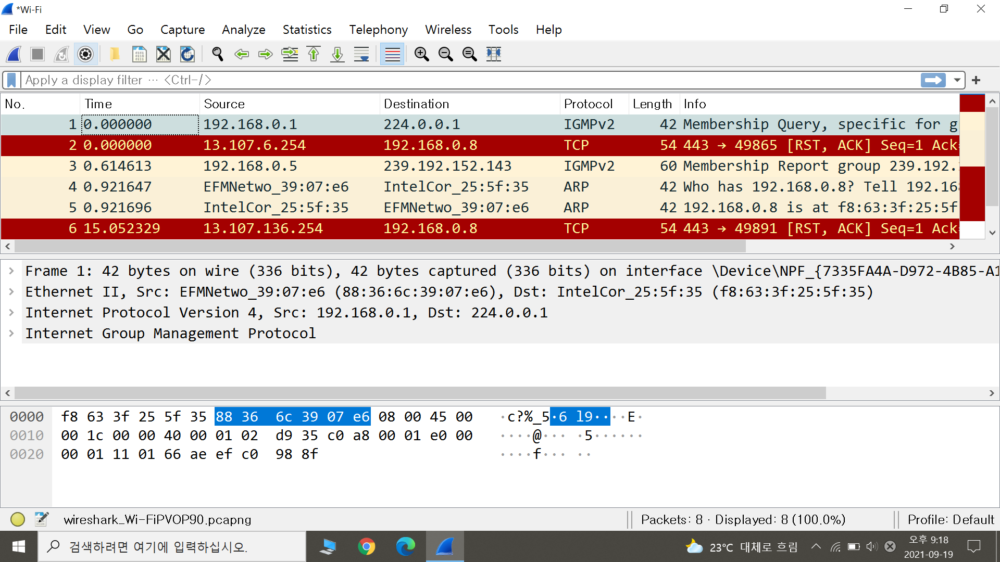 *Wi-Fi
File Edit View Go Capture Analyze Statistics Telephony Wireless Tools Help
Apply a display filter ··· <Ctrl-/>
No. Time Source Destination Protocol Length Info
1 0.000000 192.168.0.1 224.0.0.1 IGMPv2 42 Membership Query, specific for g
2 0.000000 13.107.6.254 192.168.0.8 TCP 54 443 → 49865 [RST, ACK] Seq=1 Ack=
3 0.614613 192.168.0.5 239.192.152.143 IGMPv2 60 Membership Report group 239.192.
4 0.921647 EFMNetwo_39:07:e6 IntelCor_25:5f:35 ARP 42 Who has 192.168.0.8? Tell 192.168
5 0.921696 IntelCor_25:5f:35 EFMNetwo_39:07:e6 ARP 42 192.168.0.8 is at f8:63:3f:25:5f
6 15.052329 13.107.136.254 192.168.0.8 TCP 54 443 → 49891 [RST, ACK] Seq=1 Ack=
Frame 1: 42 bytes on wire (336 bits), 42 bytes captured (336 bits) on interface \Device\NPF_{7335FA4A-D972-4B85-A1
Ethernet II, Src: EFMNetwo_39:07:e6 (88:36:6c:39:07:e6), Dst: IntelCor_25:5f:35 (f8:63:3f:25:5f:35)
Internet Protocol Version 4, Src: 192.168.0.1, Dst: 224.0.0.1
Internet Group Management Protocol
0000 f8 63 3f 25 5f 35 88 36 6c 39 07 e6 08 00 45 00 ·c?%_5·6 l9····E·
0010 00 1c 00 00 40 00 01 02 d9 35 c0 a8 00 01 e0 00 ····@··· ·5······
0020 00 01 11 01 66 ae ef c0 98 8f ····f··· ··
wireshark_Wi-FiPVOP90.pcapng Packets: 8 · Displayed: 8 (100.0%) Profile: Default
검색하려면 여기에 입력하십시오. 23℃ 대체로 흐림 오후 9:18
2021-09-19